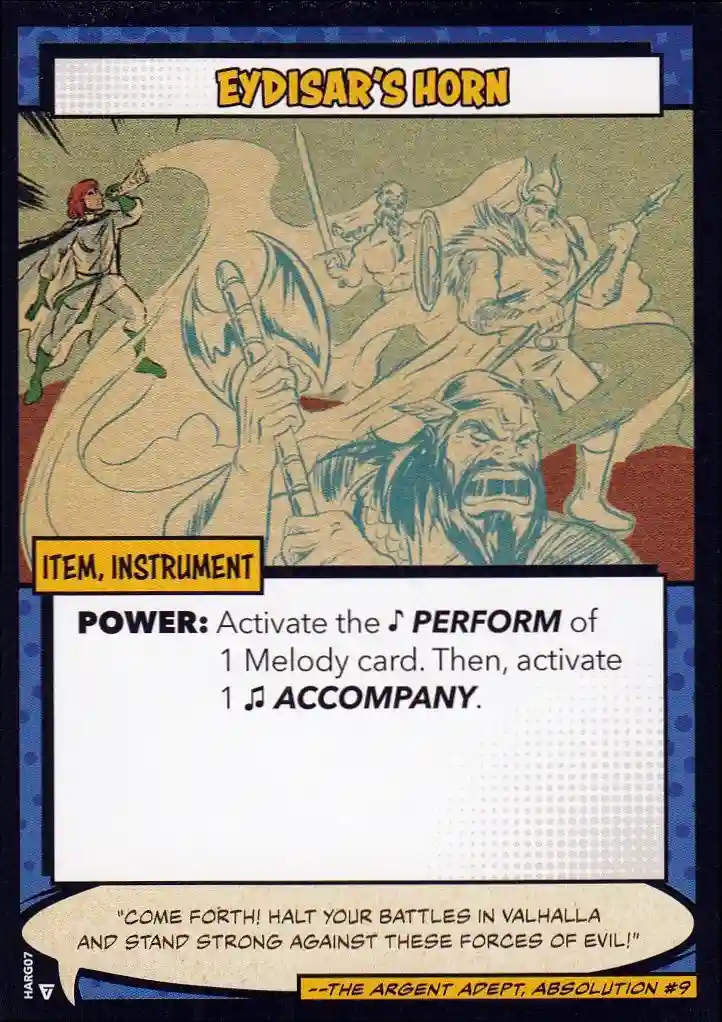 EYDISAR'S HORN
ITEM, INSTRUMENT
POWER: Activate the ♪ PERFORM of
1 Melody card. Then, activate
1 ♫ ACCOMPANY.
"COME FORTH! HALT YOUR BATTLES IN VALHALLA
AND STAND STRONG AGAINST THESE FORCES OF EVIL!"
--THE ARGENT ADEPT, ABSOLUTION #9
HARG07